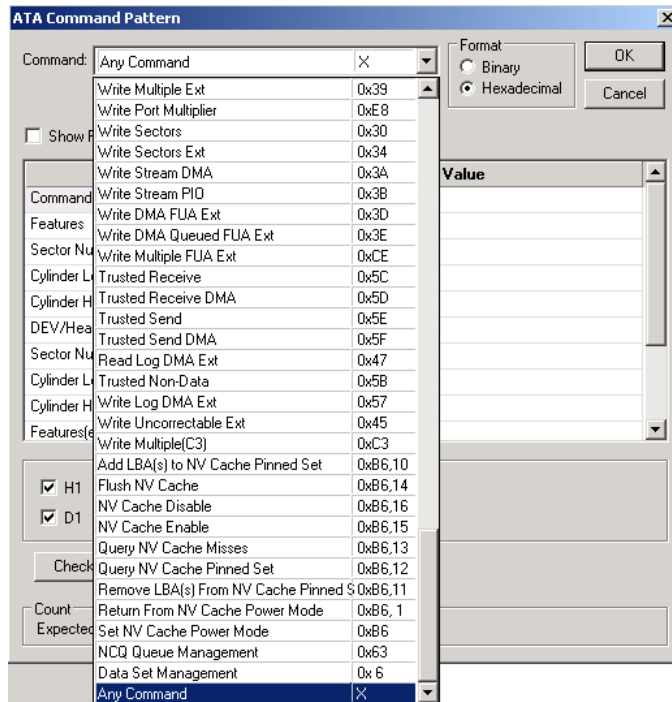 ATA Command Pattern
Command: Any Command X
Format
Binary
Hexadecimal
OK
Cancel
Write Multiple Ext 0x39
Write Port Multiplier 0xE8
Write Sectors 0x30
Show
Write Sectors Ext 0x34
Write Stream DMA 0x3A
Value
Command
Write Stream PIO 0x3B
Features
Write DMA FUA Ext 0x3D
Write DMA Queued FUA Ext 0x3E
Sector Nu
Write Multiple FUA Ext 0xCE
Cylinder L
Trusted Receive 0x5C
Cylinder H
Trusted Receive DMA 0x5D
DEV/Hea
Trusted Send 0x5E
Trusted Send DMA 0x5F
Sector Nu
Read Log DMA Ext 0x47
Cylinder L
Trusted Non-Data 0x5B
Cylinder H
Write Log DMA Ext 0x57
Features(e
Write Uncorrectable Ext 0x45
Write Multiple(C3) 0xC3
Add LBA(s) to NV Cache Pinned Set 0xB6,10
H1
Flush NV Cache 0xB6,14
NV Cache Disable 0xB6,16
D1
NV Cache Enable 0xB6,15
Query NV Cache Misses 0xB6,13
Check
Query NV Cache Pinned Set 0xB6,12
Remove LBA(s) From NV Cache Pinned S 0xB6,11
Count
Return From NV Cache Power Mode 0xB6, 1
Expected
Set NV Cache Power Mode 0xB6
NCQ Queue Management 0x63
Data Set Management 0x 6
Any Command X